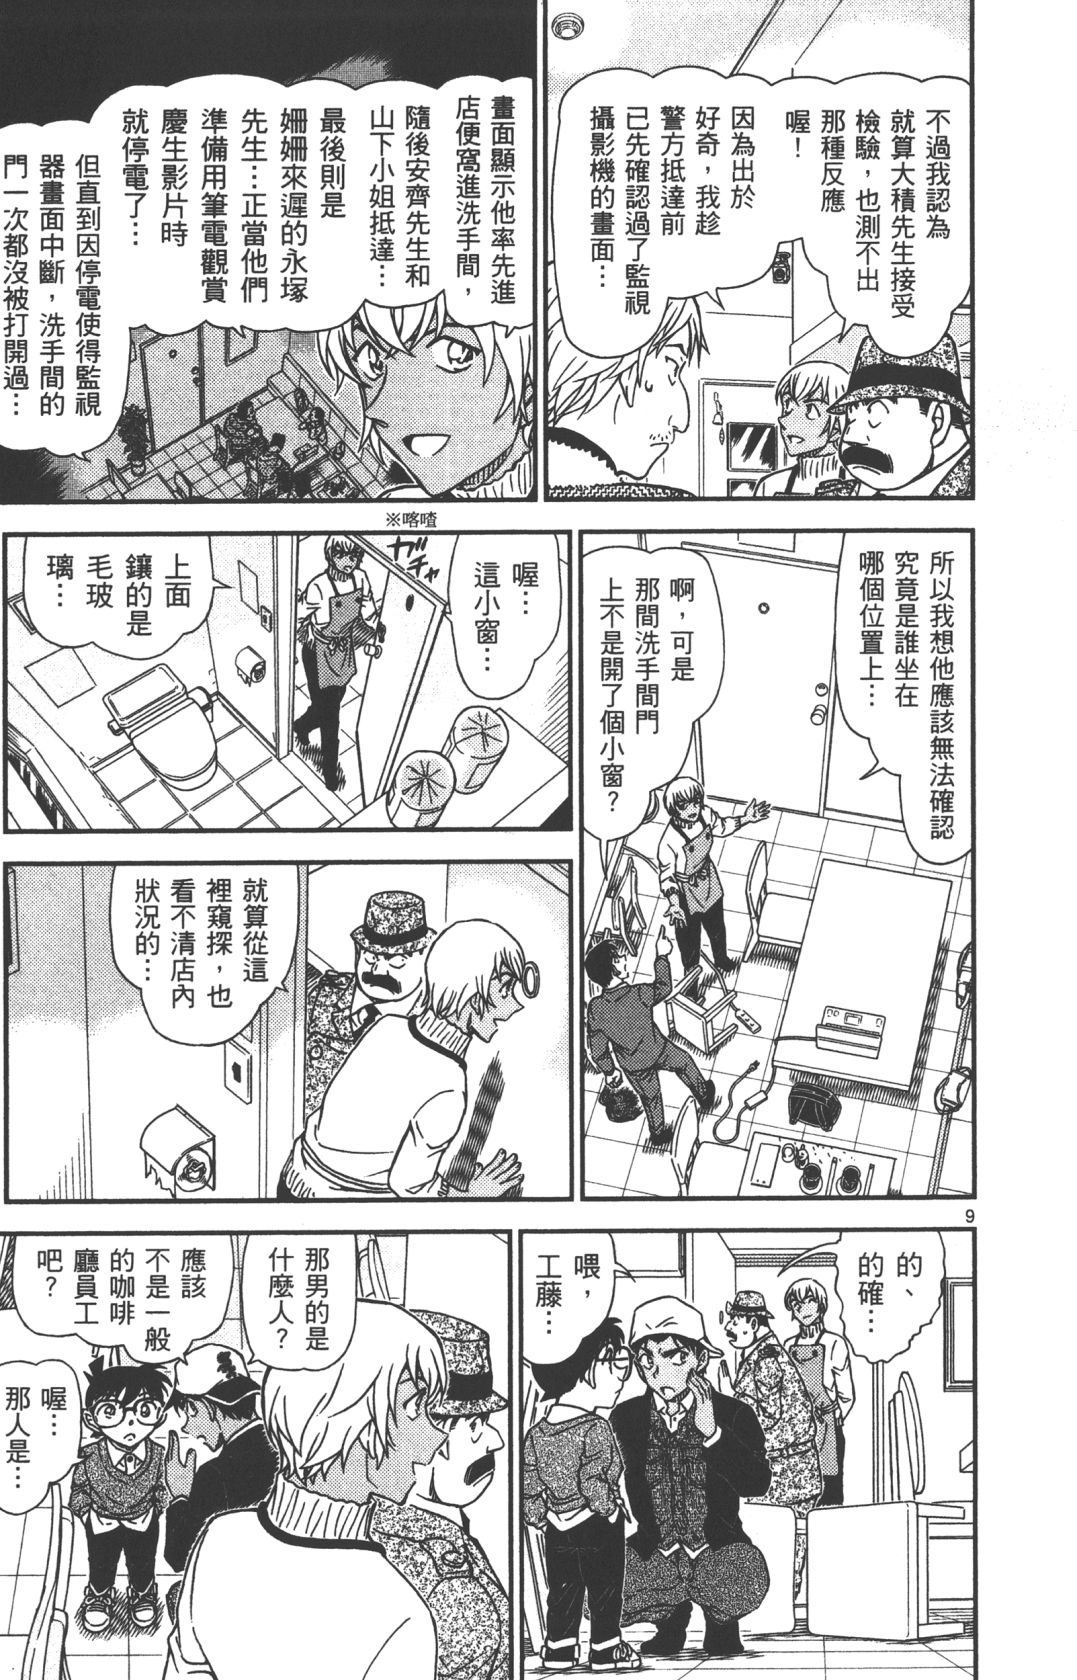 不過我認為
就算大積先生接受
檢驗，也測不出
那種反應
喔！
因為出於
好奇，我趁
警方抵達前
已先確認過了監視
攝影機的畫面…
畫面顯示他率先進
店便窩進洗手間，
隨後安齊先生和
山下小姐抵達…
最後則是
姍姍來遲的永塚
先生…正當他們
準備用筆電觀賞
慶生影片時
就停電了…
但直到因停電使得監視
器畫面中斷，洗手間的
門一次都沒被打開過…
所以我想他應該無法確認
究竟是誰坐在
哪個位置上…
啊，可是
那間洗手間門
上不是開了個小窗？
※喀喳
ガチャ
喔…
這小窗…
上面
鑲的是
毛玻
璃…
就算從這
裡窺探，也
看不清店內
狀況的…
9
的、
的確…
喂，
工藤…
那男的是
什麼人？
應該
不是一般
的咖啡
廳員工
吧？
喔…
那人是…